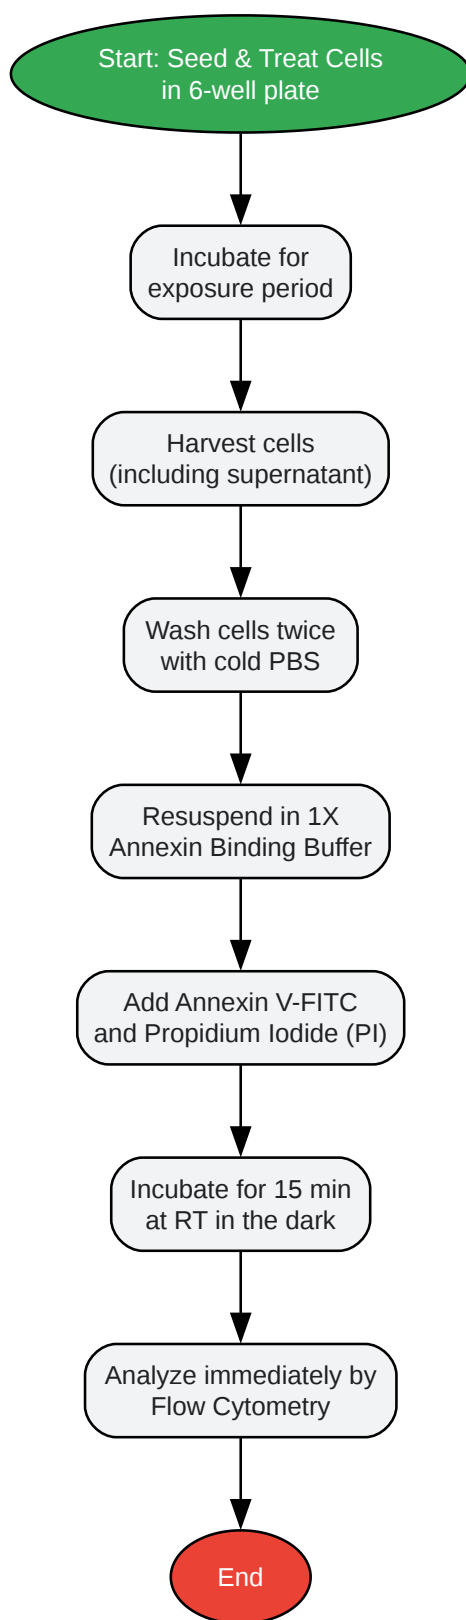 Start: Seed & Treat Cells
in 6-well plate
Incubate for
exposure period
Harvest cells
(including supernatant)
Wash cells twice
with cold PBS
Resuspend in 1X
Annexin Binding Buffer
Add Annexin V-FITC
and Propidium Iodide (PI)
Incubate for 15 min
at RT in the dark
Analyze immediately by
Flow Cytometry
End